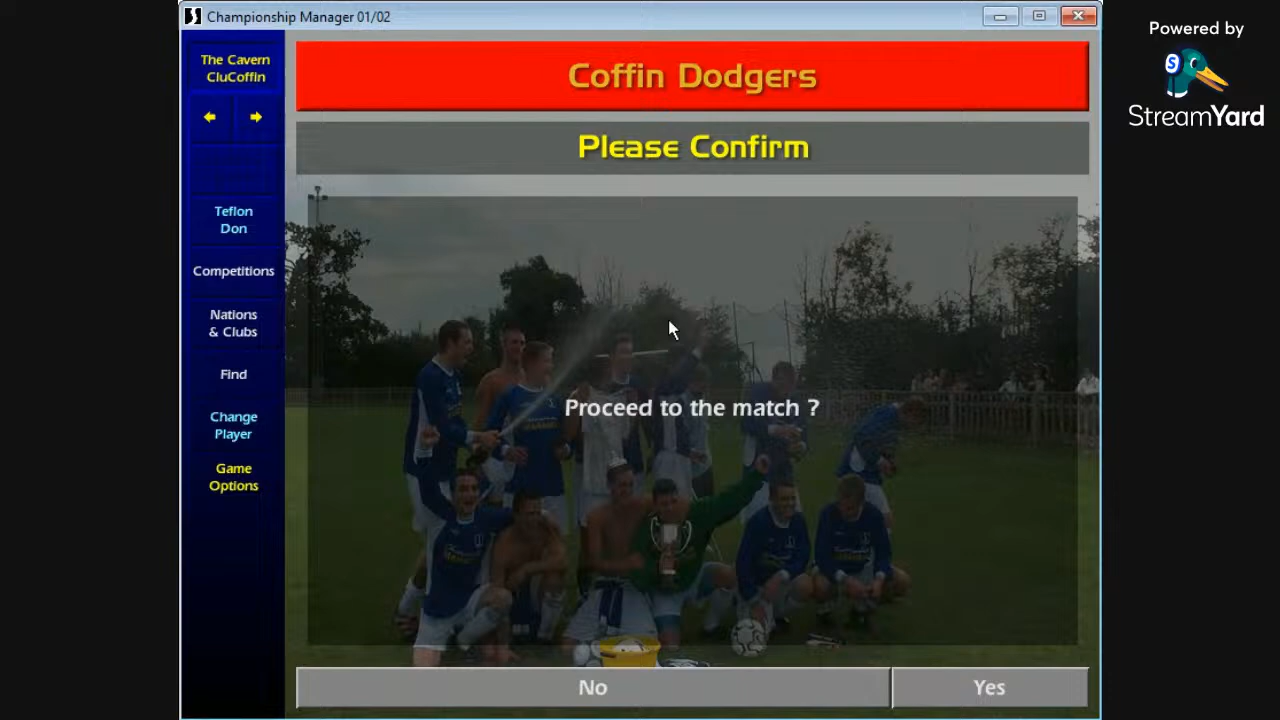 Championship Manager 01/02
Powered by
StreamYard
The Cavern
CluCoffin
Coffin Dodgers
Please Confirm
Teflon
Don
Competitions
Nations
& Clubs
Find
Change
Player
Game
Options
Proceed to the match ?
No
Yes